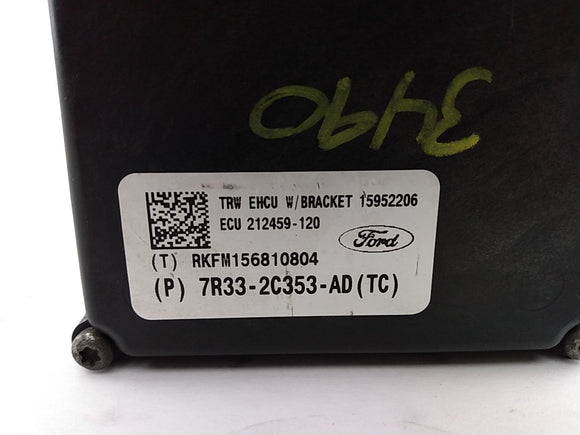 3490
TRW EHCU W/BRACKET 15952206
ECU 212459-120
Ford
(T) RKFM156810804
(P) 7R33-2C353-AD(TC)